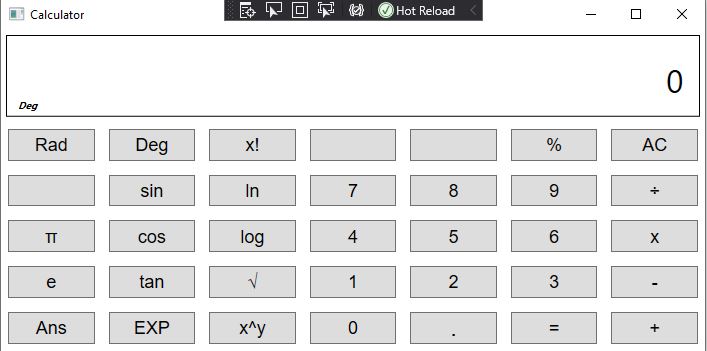 Calculator
Hot Reload
0
Deg
Rad Deg x! % AC
sin ln 7 8 9 ÷
π cos log 4 5 6 x
e tan √ 1 2 3 -
Ans EXP x^y 0 . = +